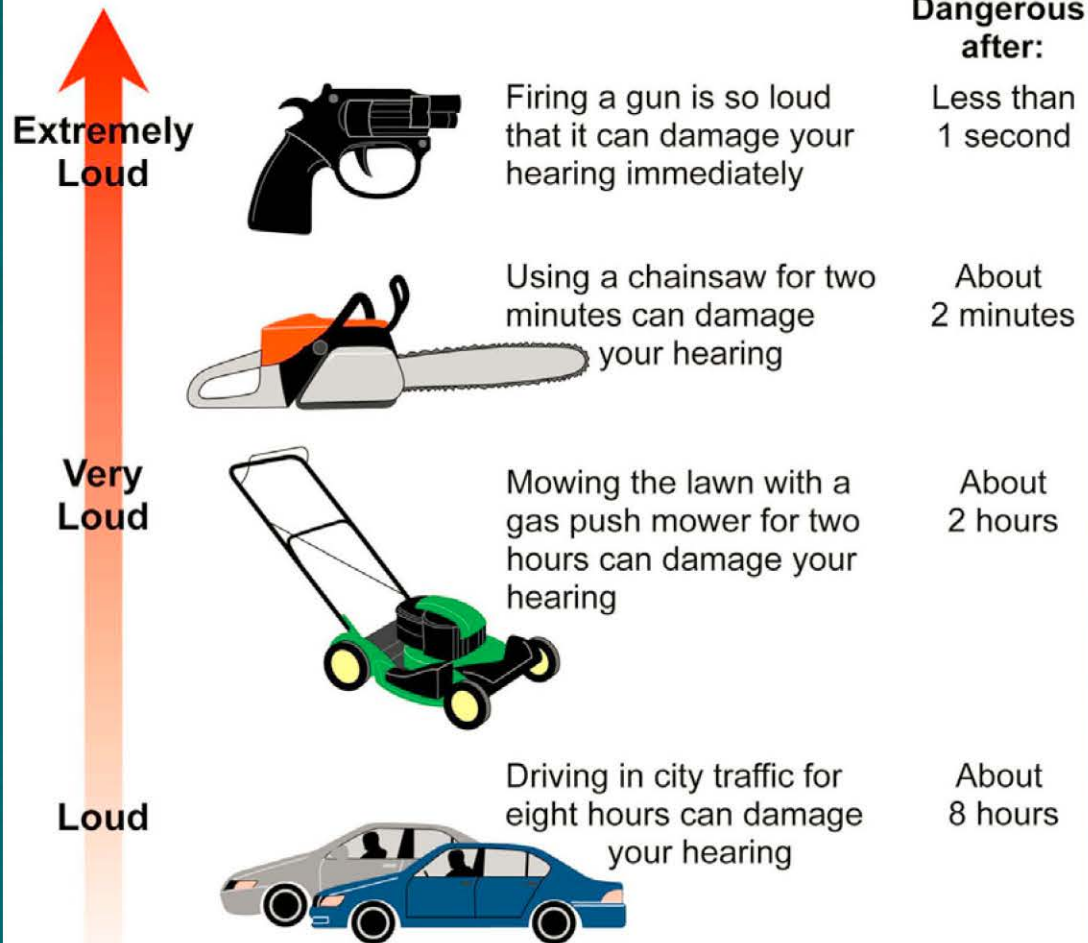 Dangerous
after:
Extremely
Loud
Firing a gun is so loud
that it can damage your
hearing immediately
Less than
1 second
Using a chainsaw for two
minutes can damage
your hearing
About
2 minutes
Very
Loud
Mowing the lawn with a
gas push mower for two
hours can damage your
hearing
About
2 hours
Loud
Driving in city traffic for
eight hours can damage
your hearing
About
8 hours